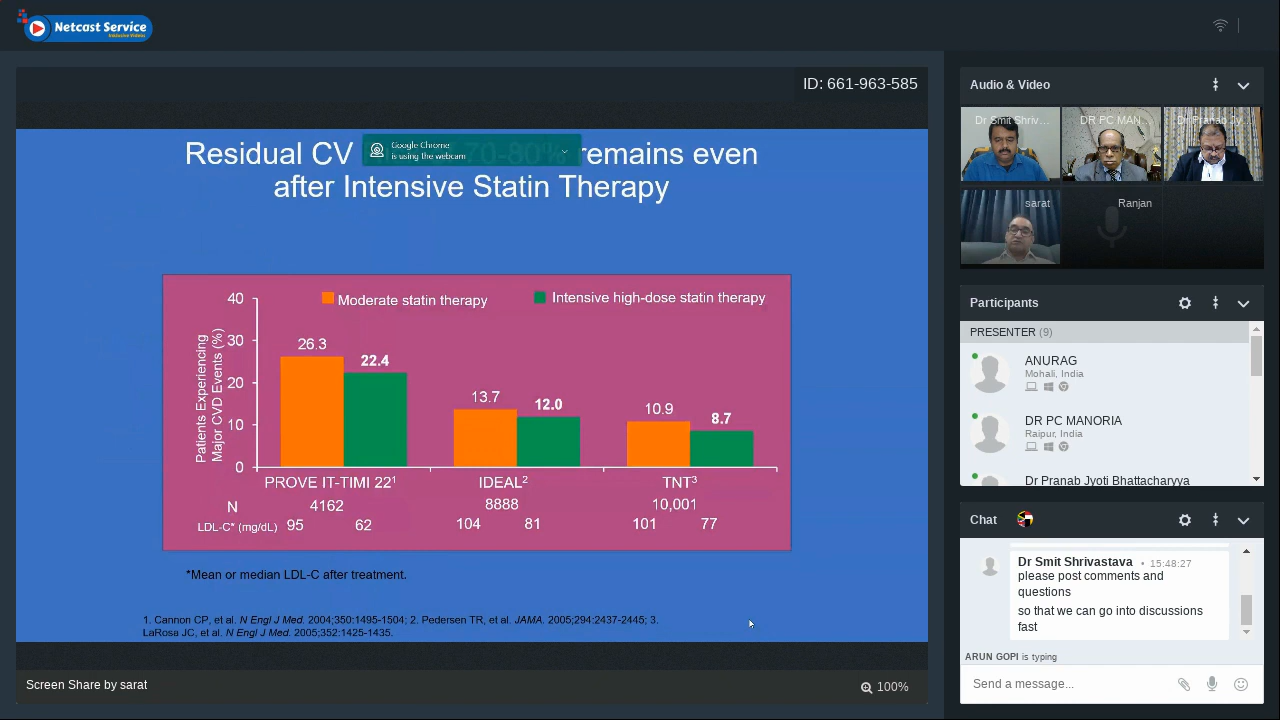 Netcast Service
Inklusive Videos
ID: 661-963-585
Residual CV 70-80% remains even
after Intensive Statin Therapy
Google Chrome
is using the webcam
Moderate statin therapy
Intensive high-dose statin therapy
Patients Experiencing
Major CVD Events (%)
40
30
20
10
0
26.3
22.4
13.7
12.0
10.9
8.7
PROVE IT-TIMI 22¹
IDEAL²
TNT³
N
4162
8888
10,001
LDL-C* (mg/dL)
95
62
104
81
101
77
*Mean or median LDL-C after treatment.
1. Cannon CP, et al. N Engl J Med. 2004;350:1495-1504; 2. Pedersen TR, et al. JAMA. 2005;294:2437-2445; 3.
LaRosa JC, et al. N Engl J Med. 2005;352:1425-1435.
Screen Share by sarat
100%
Audio & Video
Dr Smit Shriv...
DR PC MAN...
Dr Pranab Jy...
sarat
Ranjan
Participants
PRESENTER (9)
ANURAG
Mohali, India
DR PC MANORIA
Raipur, India
Dr Pranab Jyoti Bhattacharyya
Chat
Dr Smit Shrivastava • 15:48:27
please post comments and
questions
so that we can go into discussions
fast
ARUN GOPI is typing
Send a message...